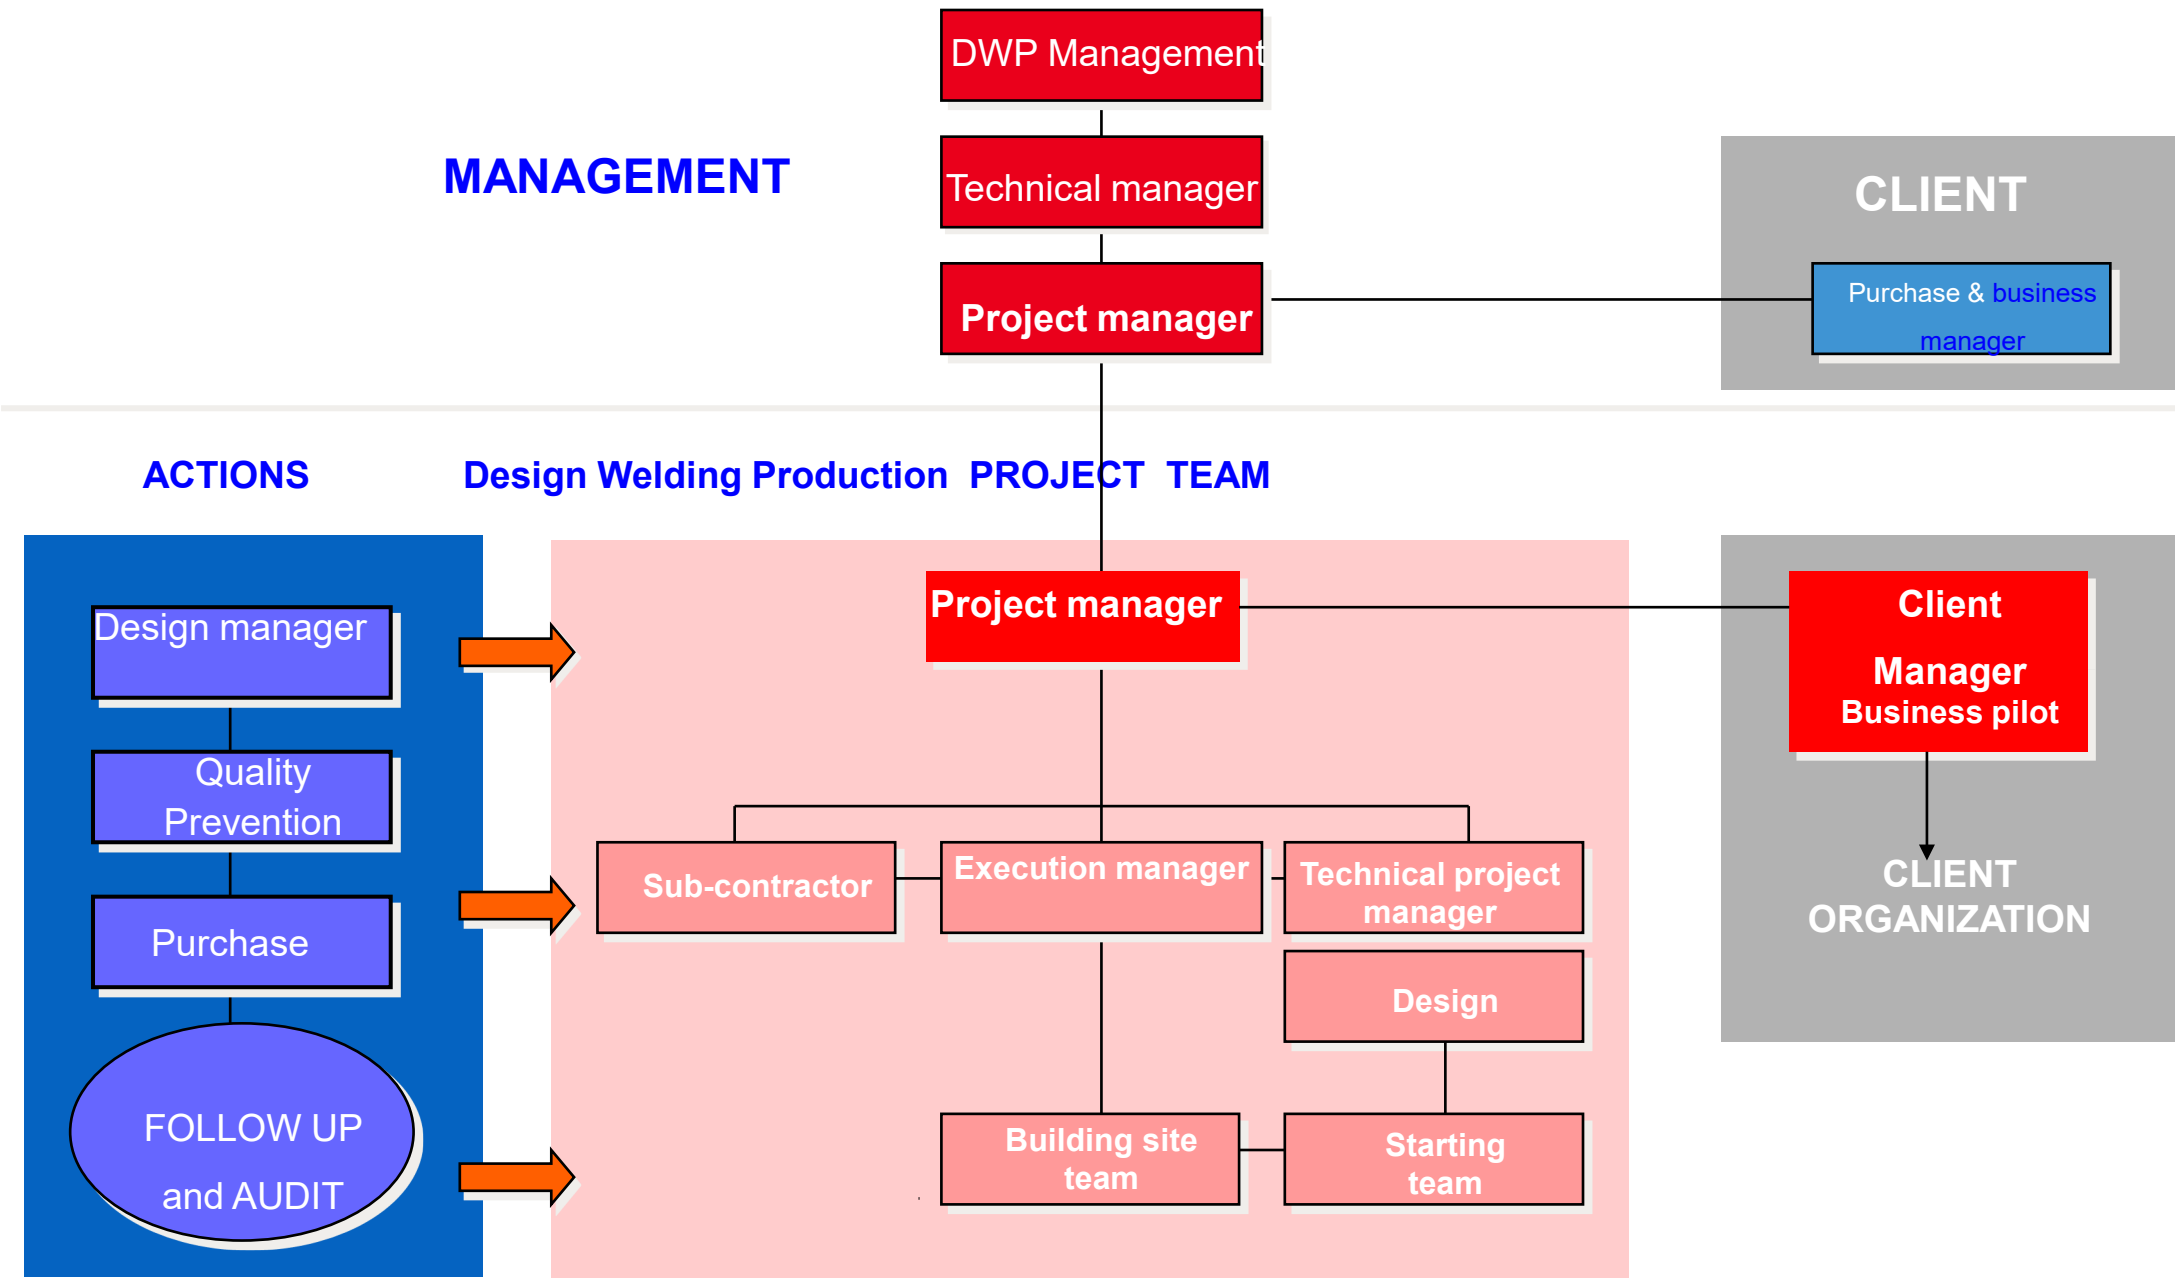 DWP Management
MANAGEMENT
Technical manager
CLIENT
Project manager
Purchase & business
manager
ACTIONS
Design Welding Production PROJECT TEAM
Design manager
Quality
Prevention
Purchase
FOLLOW UP
and AUDIT
Project manager
Sub-contractor
Execution manager
Technical project
manager
Design
Building site
team
Starting
team
Client
Manager
Business pilot
CLIENT
ORGANIZATION